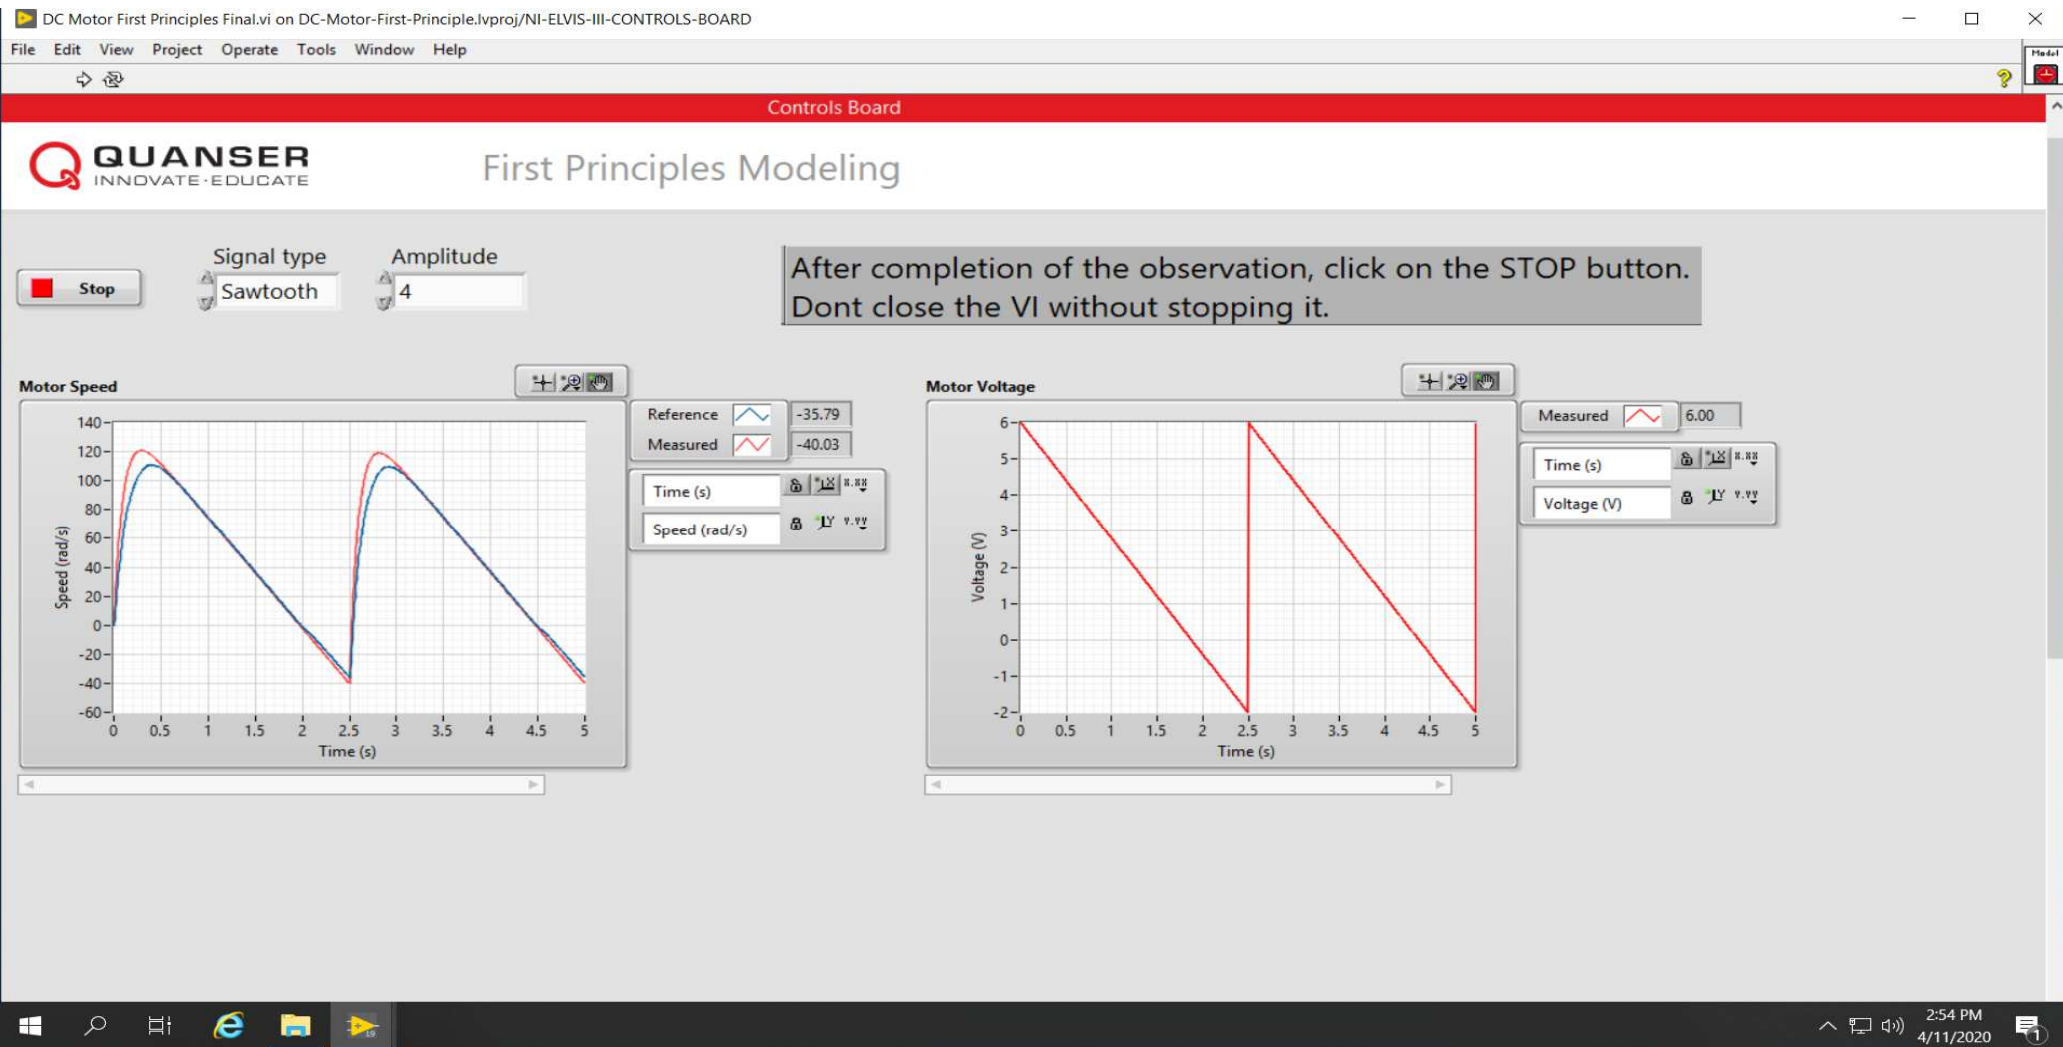 DC Motor First Principles Final.vi on DC-Motor-First-Principle.lvproj/NI-ELVIS-III-CONTROLS-BOARD
File Edit View Project Operate Tools Window Help
Model
Controls Board
QUANSER
INNOVATE·EDUCATE
First Principles Modeling
Signal type
Amplitude
Stop
Sawtooth
4
After completion of the observation, click on the STOP button.
Dont close the VI without stopping it.
Motor Speed
140
120
100
80
60
40
20
0
-20
-40
-60
Speed (rad/s)
0 0.5 1 1.5 2 2.5 3 3.5 4 4.5 5
Time (s)
Reference -35.79
Measured -40.03
Time (s)
Speed (rad/s)
Motor Voltage
6
5
4
3
2
1
0
-1
-2
Voltage (V)
0 0.5 1 1.5 2 2.5 3 3.5 4 4.5 5
Time (s)
Measured 6.00
Time (s)
Voltage (V)
2:54 PM
4/11/2020
1